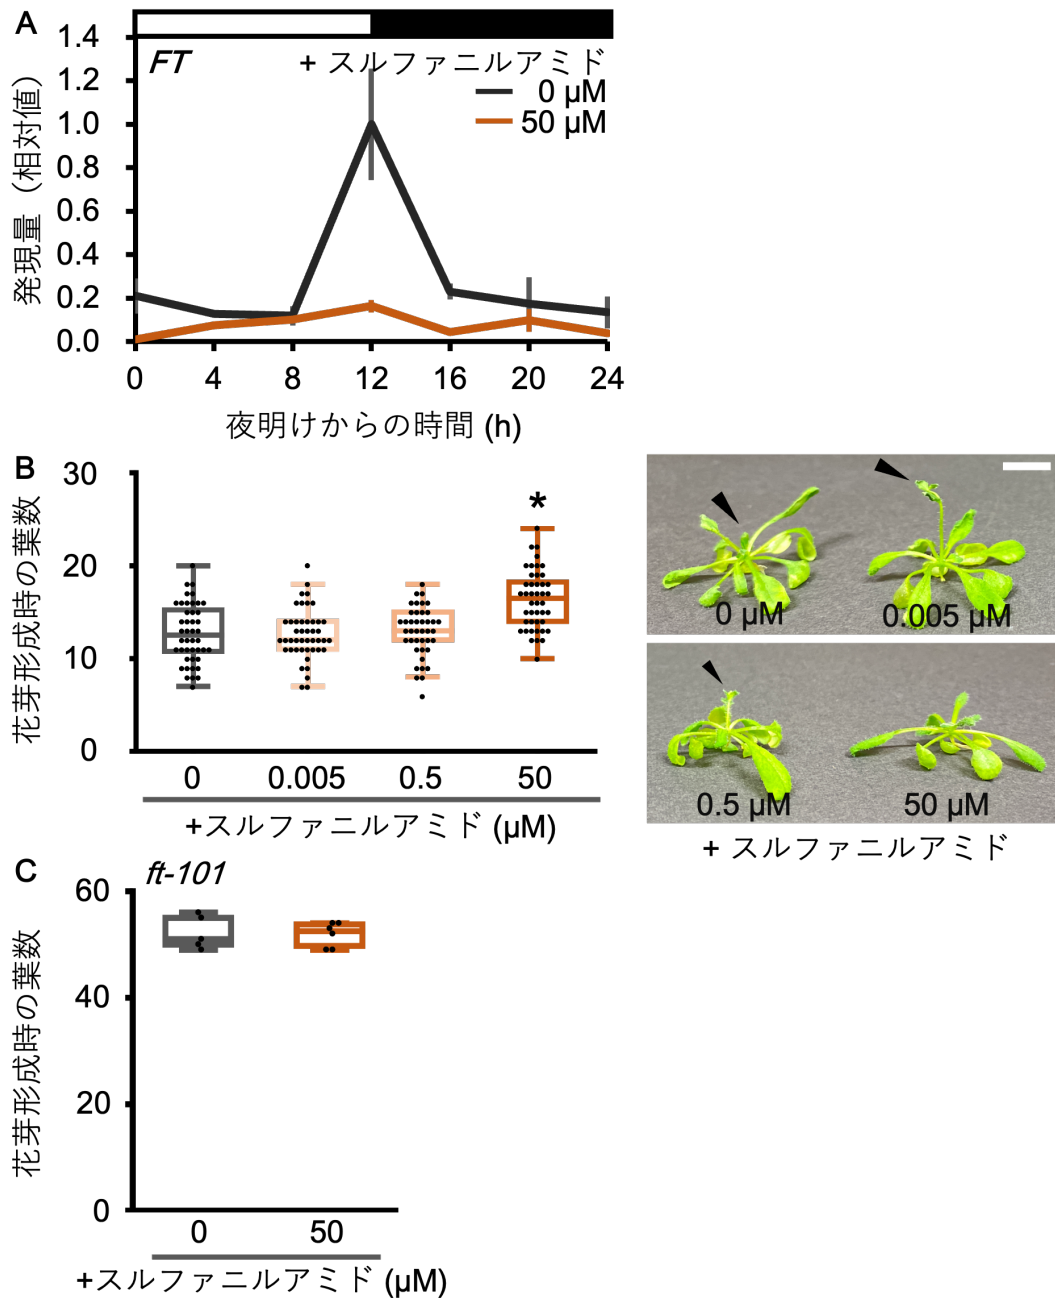 A
FT
+ スルファニルアミド
0 µM
50 µM
発現量（相対値）
1.4
1.2
1.0
0.8
0.6
0.4
0.2
0.0
0 4 8 12 16 20 24
夜明けからの時間 (h)
B
花芽形成時の葉数
30
20
10
0
*
0 0.005 0.5 50
+スルファニルアミド (µM)
0 µM
0.005 µM
0.5 µM
50 µM
+ スルファニルアミド
C
ft-101
花芽形成時の葉数
60
40
20
0
0 50
+スルファニルアミド (µM)